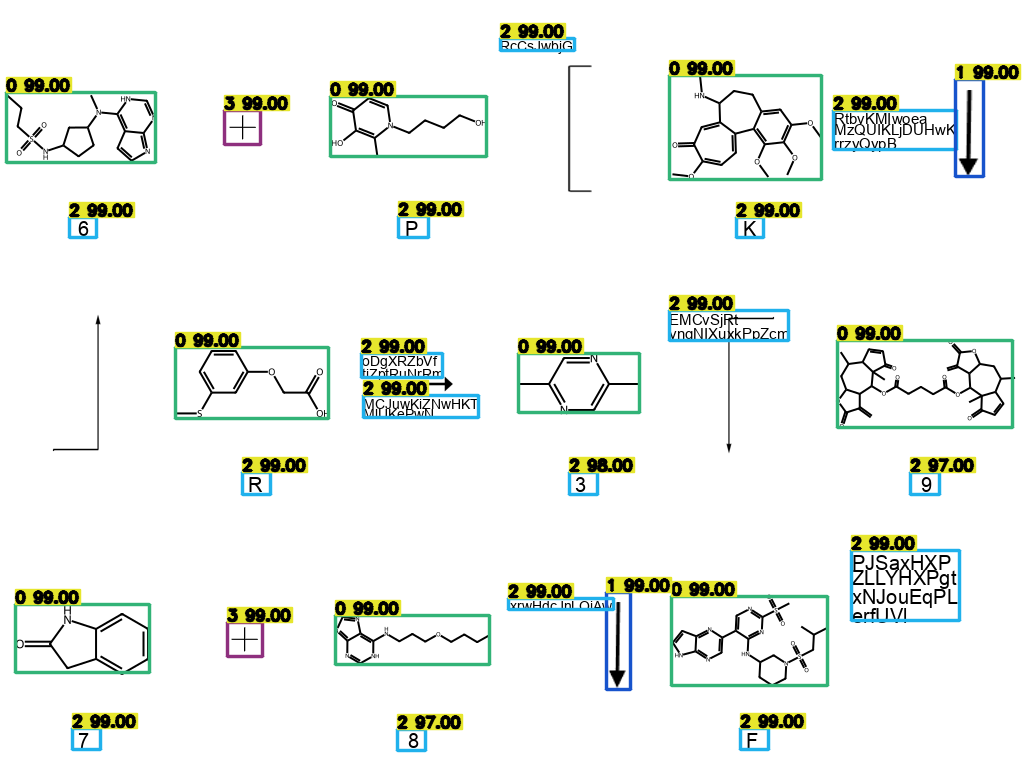 2 99.00
RcCsJwbjG
0 99.00
3 99.00
0 99.00
0 99.00
2 99.00
1 99.00
RtbvKMIwoea
MzQUIKLjDUHwK
rrzyQypB
2 99.00
6
2 99.00
P
2 99.00
K
0 99.00
2 99.00
oDgXRZbVf
2 99.00
MCJuwKiZNwHKT
0 99.00
2 99.00
EMCvSjRt
0 99.00
2 99.00
R
2 98.00
3
2 97.00
9
2 99.00
PJSaxHXP
ZLLYHXPgt
xNJouEqPL
0 99.00
3 99.00
0 99.00
2 99.00
1 99.00
0 99.00
2 99.00
7
2 97.00
8
2 99.00
F